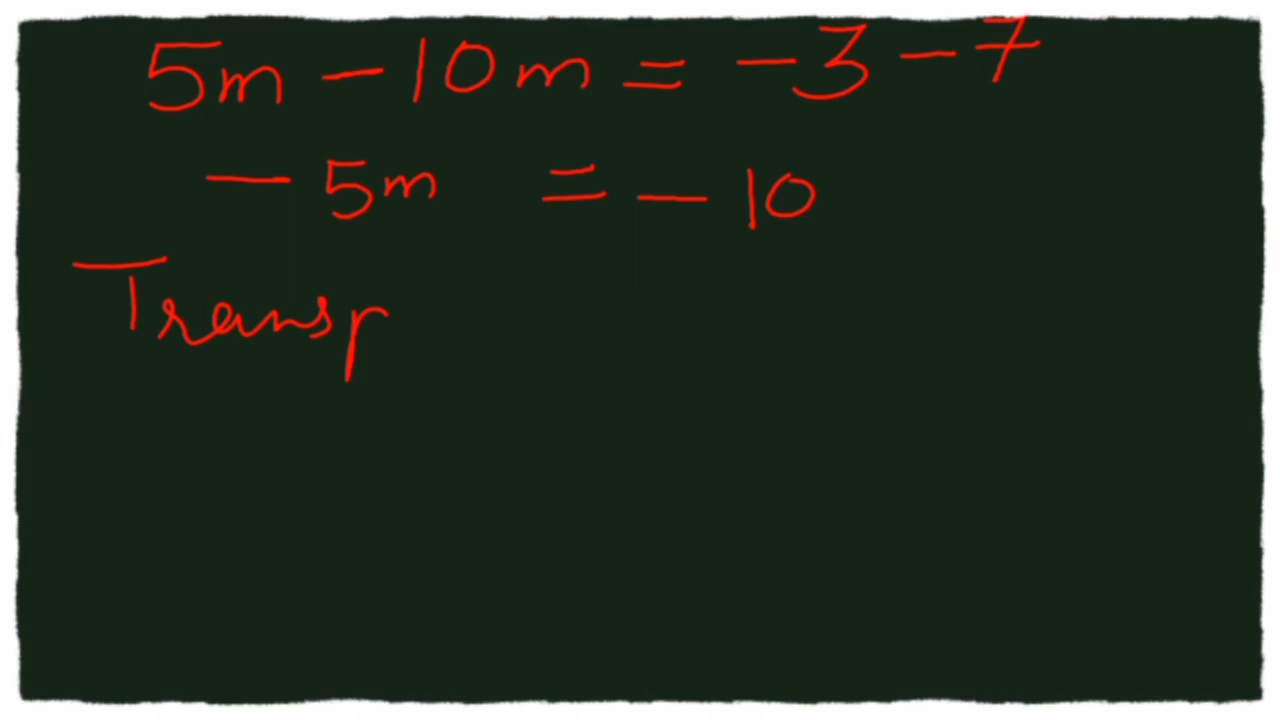 5m - 10m = -3 - 7
- 5m = - 10
Transp